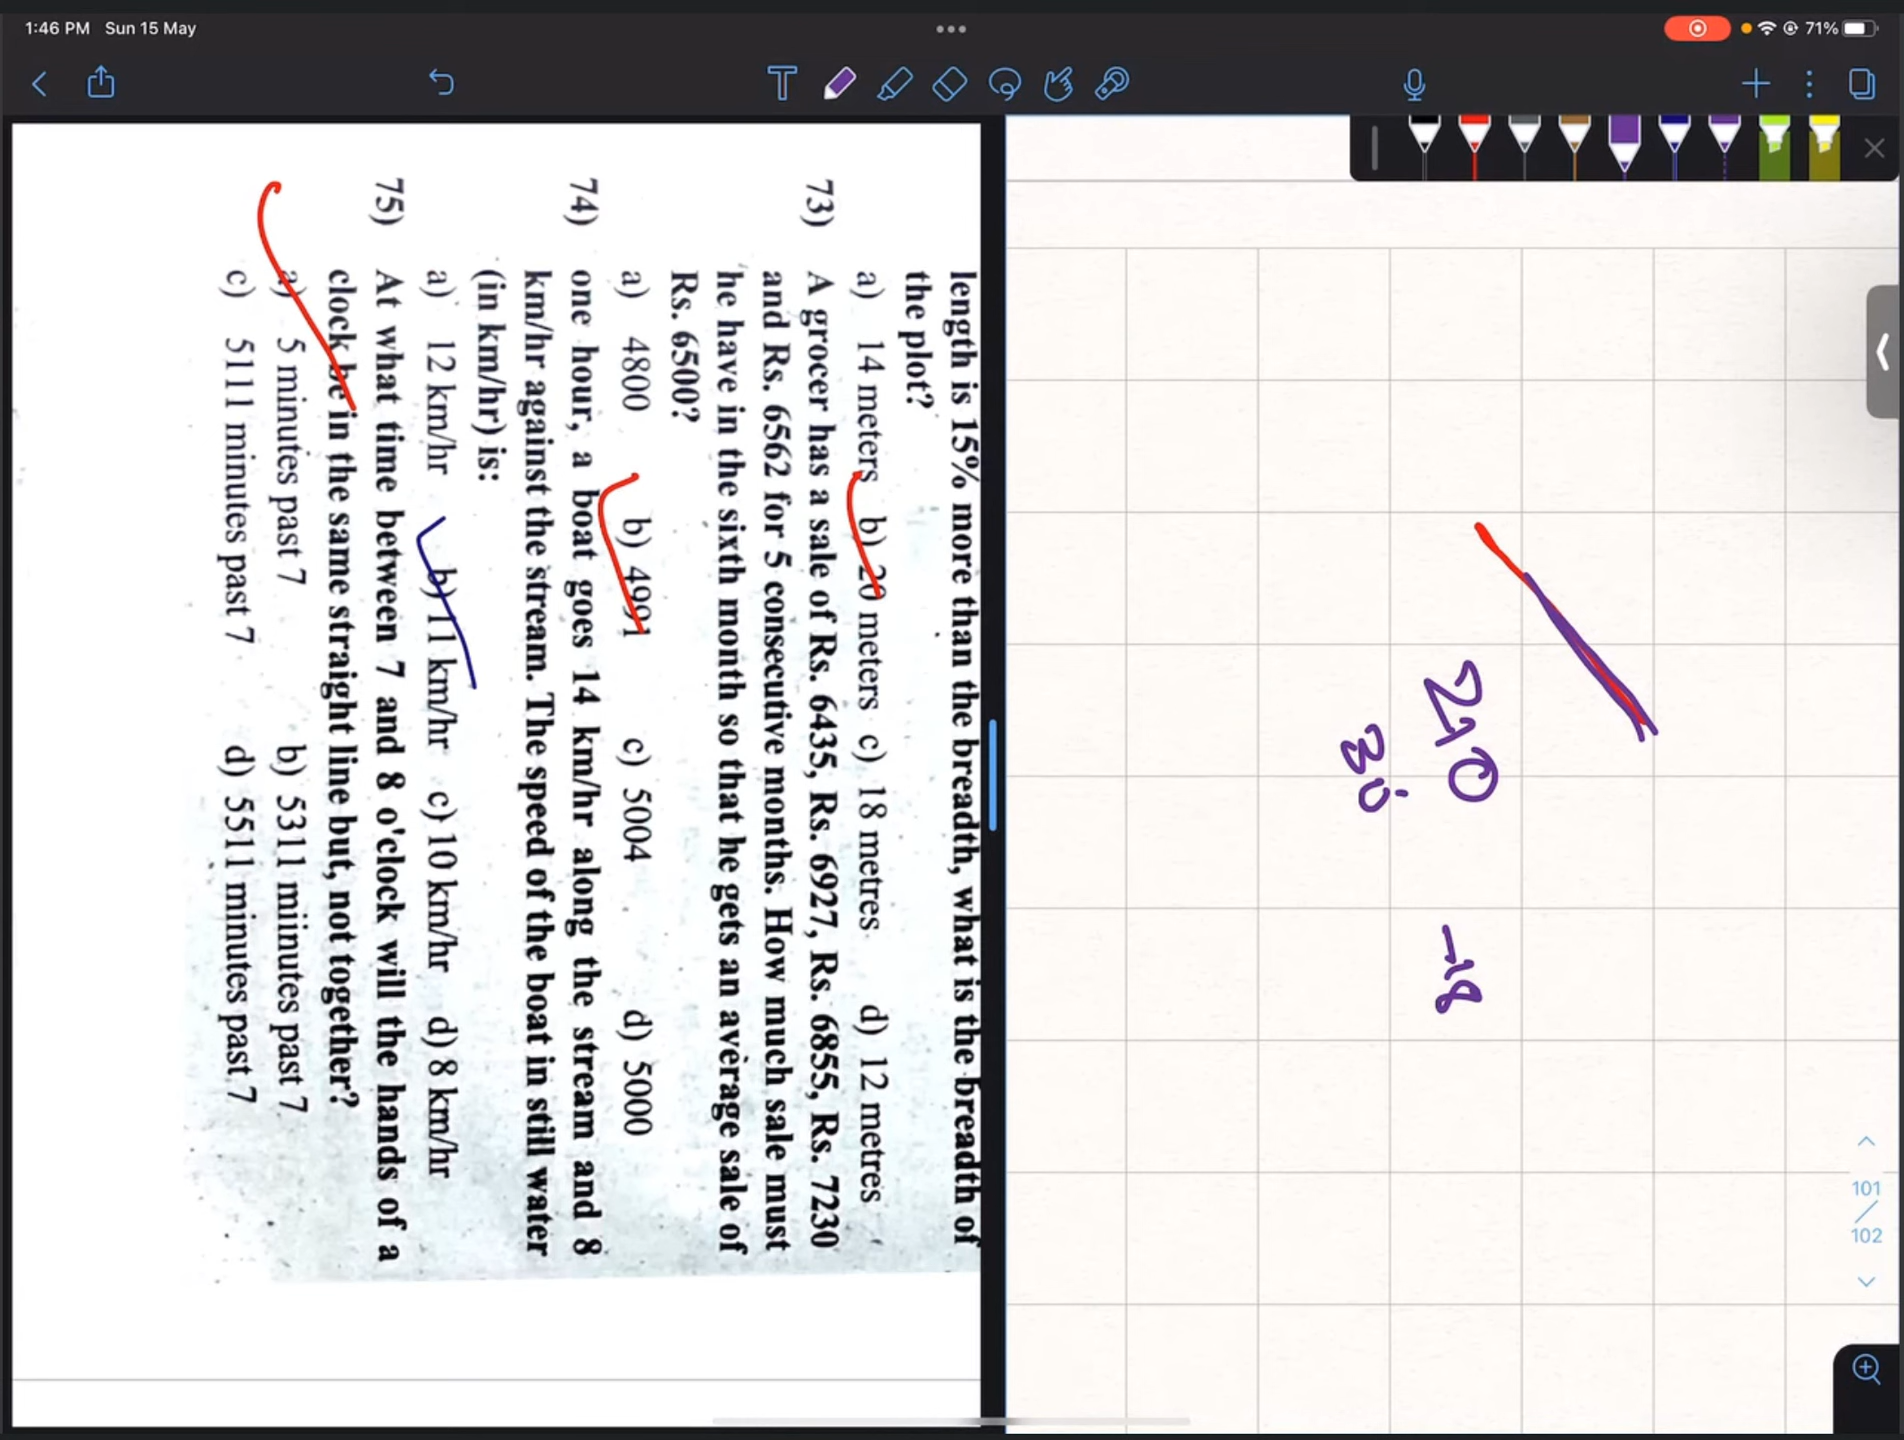 1:46 PM Sun 15 May
71%
length is 15% more than the breadth, what is the breadth of
the plot?
a) 14 meters b) 20 meters c) 18 metres d) 12 metres
73) A grocer has a sale of Rs. 6435, Rs. 6927, Rs. 6855, Rs. 7230
and Rs. 6562 for 5 consecutive months. How much sale must
he have in the sixth month so that he gets an average sale of
Rs. 6500?
a) 4800 b) 4991 c) 5004 d) 5000
74) one hour, a boat goes 14 km/hr along the stream and 8
km/hr against the stream. The speed of the boat in still water
(in km/hr) is:
a) 12 km/hr b) 11 km/hr c) 10 km/hr d) 8 km/hr
75) At what time between 7 and 8 o'clock will the hands of a
clock be in the same straight line but, not together?
a) 5 minutes past 7 b) 5311 miinutes past 7
c) 5111 minutes past 7 d) 5511 minutes past 7
210
30
-18
101
102